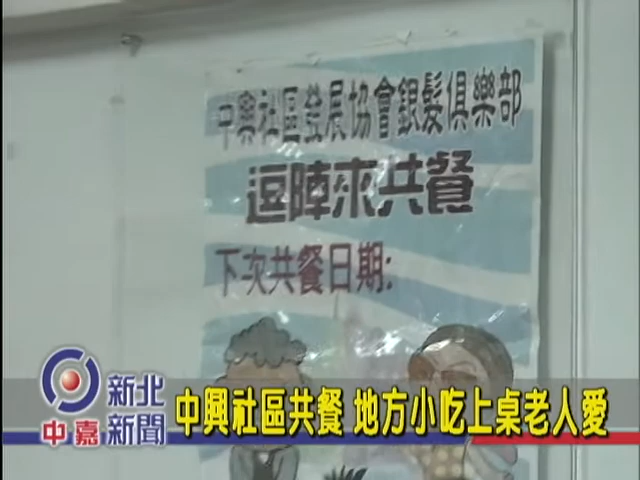 中興社區發展協會銀髮俱樂部
逗陣來共餐
下次共餐日期:
新北
中嘉 新聞
中興社區共餐 地方小吃上桌老人愛